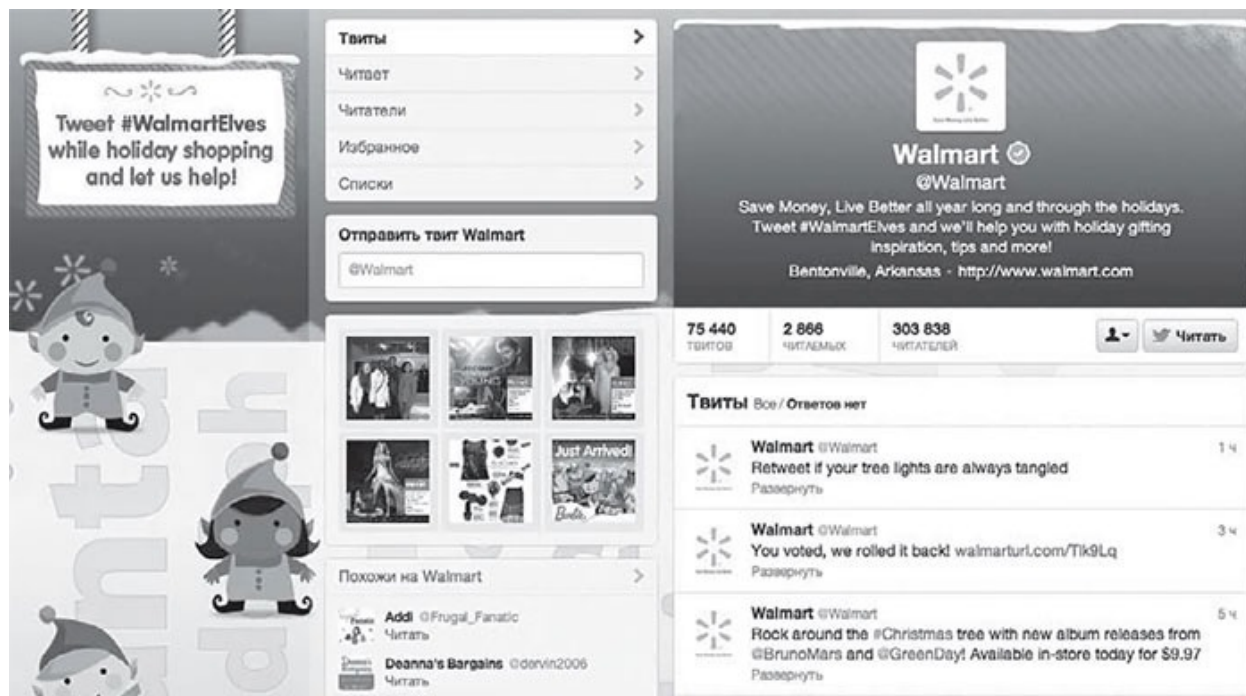 Tweet #WalmartElves
while holiday shopping
and let us help!
Твиты
Читает
Читатели
Избранное
Списки
Отправить твит Walmart
@Walmart
Just Arrived!
Barbie
Похожи на Walmart
Addi @Frugal_Fanatic
Читать
Deanna's Bargains @dervin2006
Читать
Save Money. Live Better.
Walmart
@Walmart
Save Money, Live Better all year long and through the holidays.
Tweet #WalmartElves and we'll help you with holiday gifting
inspiration, tips and more!
Bentonville, Arkansas - http://www.walmart.com
75 440
ТВИТОВ
2 866
ЧИТАЕМЫХ
303 838
ЧИТАТЕЛЕЙ
Читать
Твиты Все / Ответов нет
Walmart @Walmart 1 ч
Retweet if your tree lights are always tangled
Развернуть
Walmart @Walmart 3 ч
You voted, we rolled it back! walmarturl.com/Tlk9Lq
Развернуть
Walmart @Walmart 5 ч
Rock around the #Christmas tree with new album releases from
@BrunoMars and @GreenDay! Available in-store today for $9.97
Развернуть